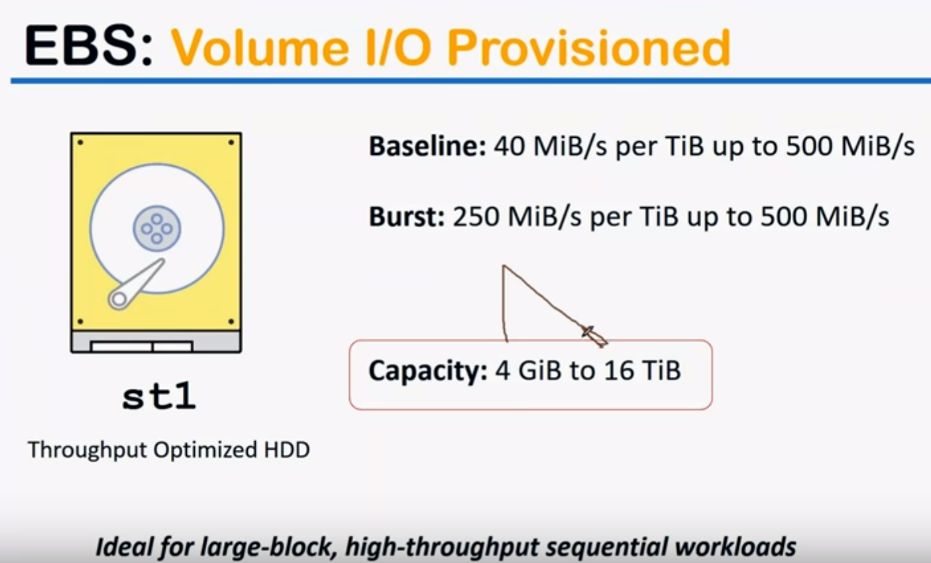 EBS: Volume I/O Provisioned
Baseline: 40 MiB/s per TiB up to 500 MiB/s
Burst: 250 MiB/s per TiB up to 500 MiB/s
Capacity: 4 GiB to 16 TiB
st1
Throughput Optimized HDD
Ideal for large-block, high-throughput sequential workloads